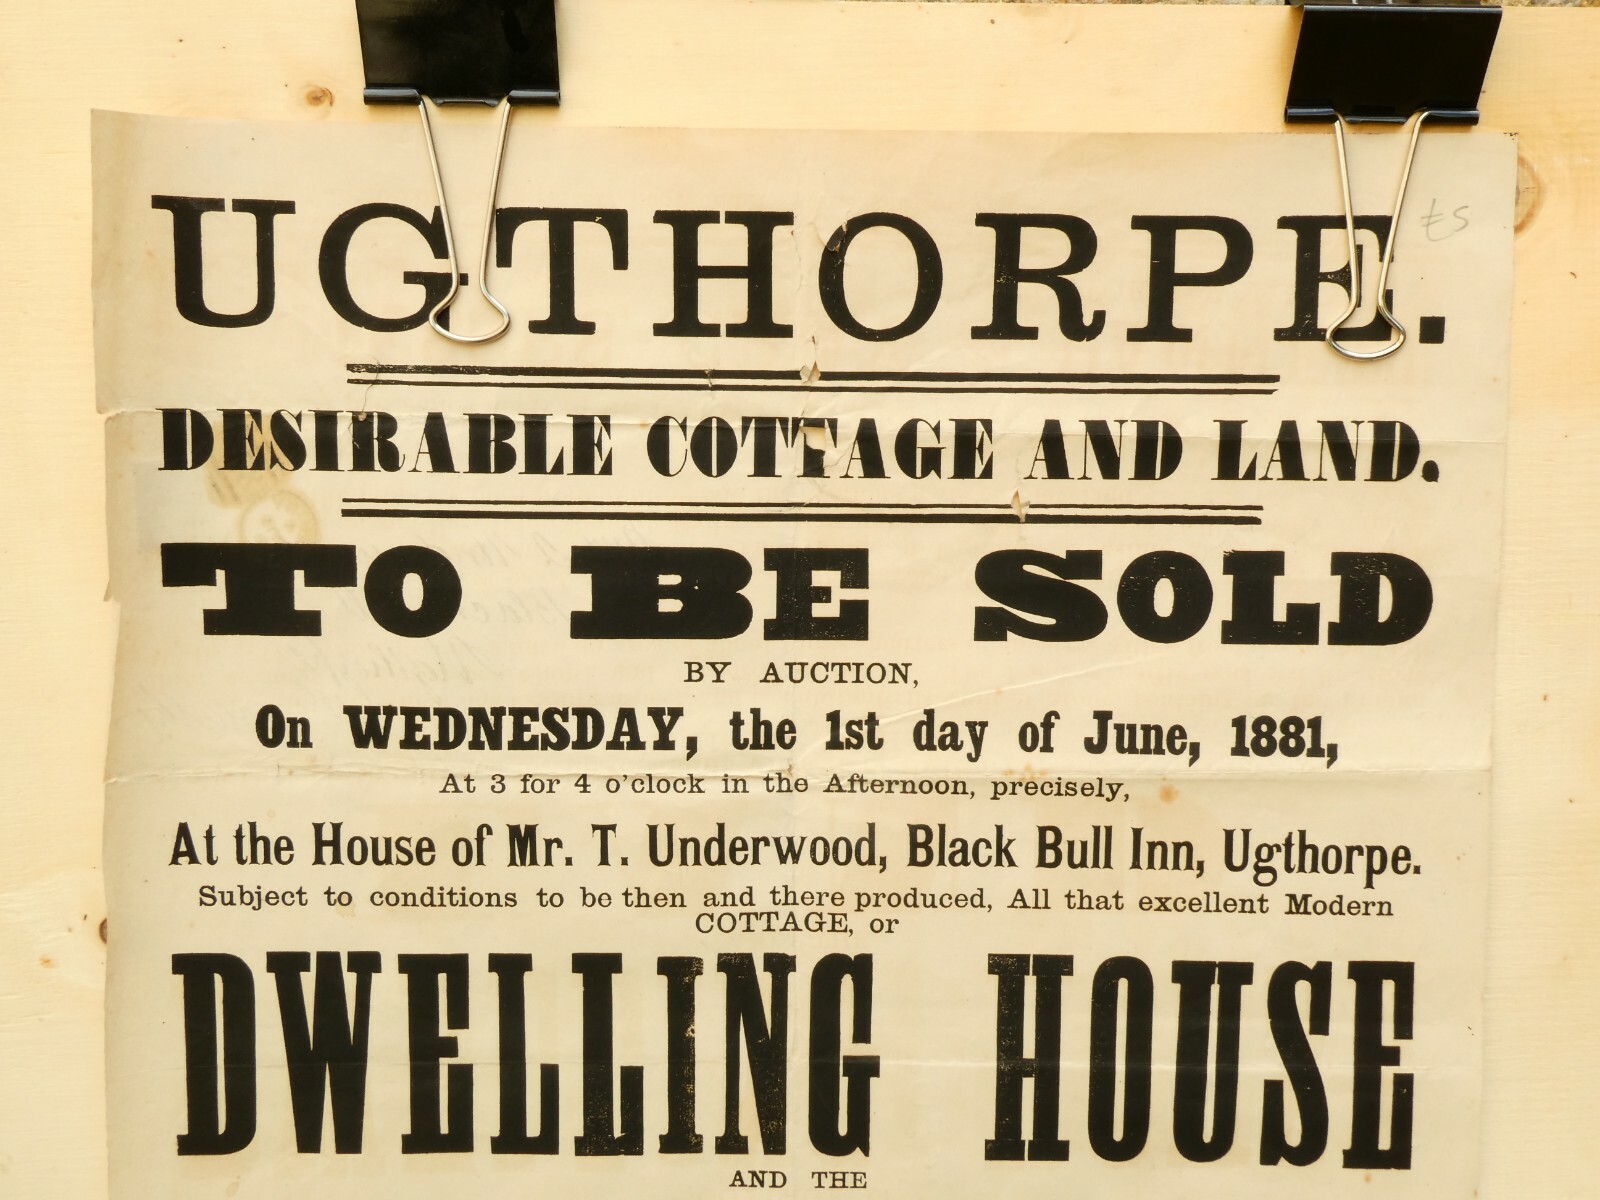 UGTHORPE.
DESIRABLE COTTAGE AND LAND.
TO BE SOLD
BY AUCTION,
On WEDNESDAY, the 1st day of June, 1881,
At 3 for 4 o'clock in the Afternoon, precisely,
At the House of Mr. T. Underwood, Black Bull Inn, Ugthorpe.
Subject to conditions to be then and there produced, All that excellent Modern
COTTAGE, or
DWELLING HOUSE
AND THE